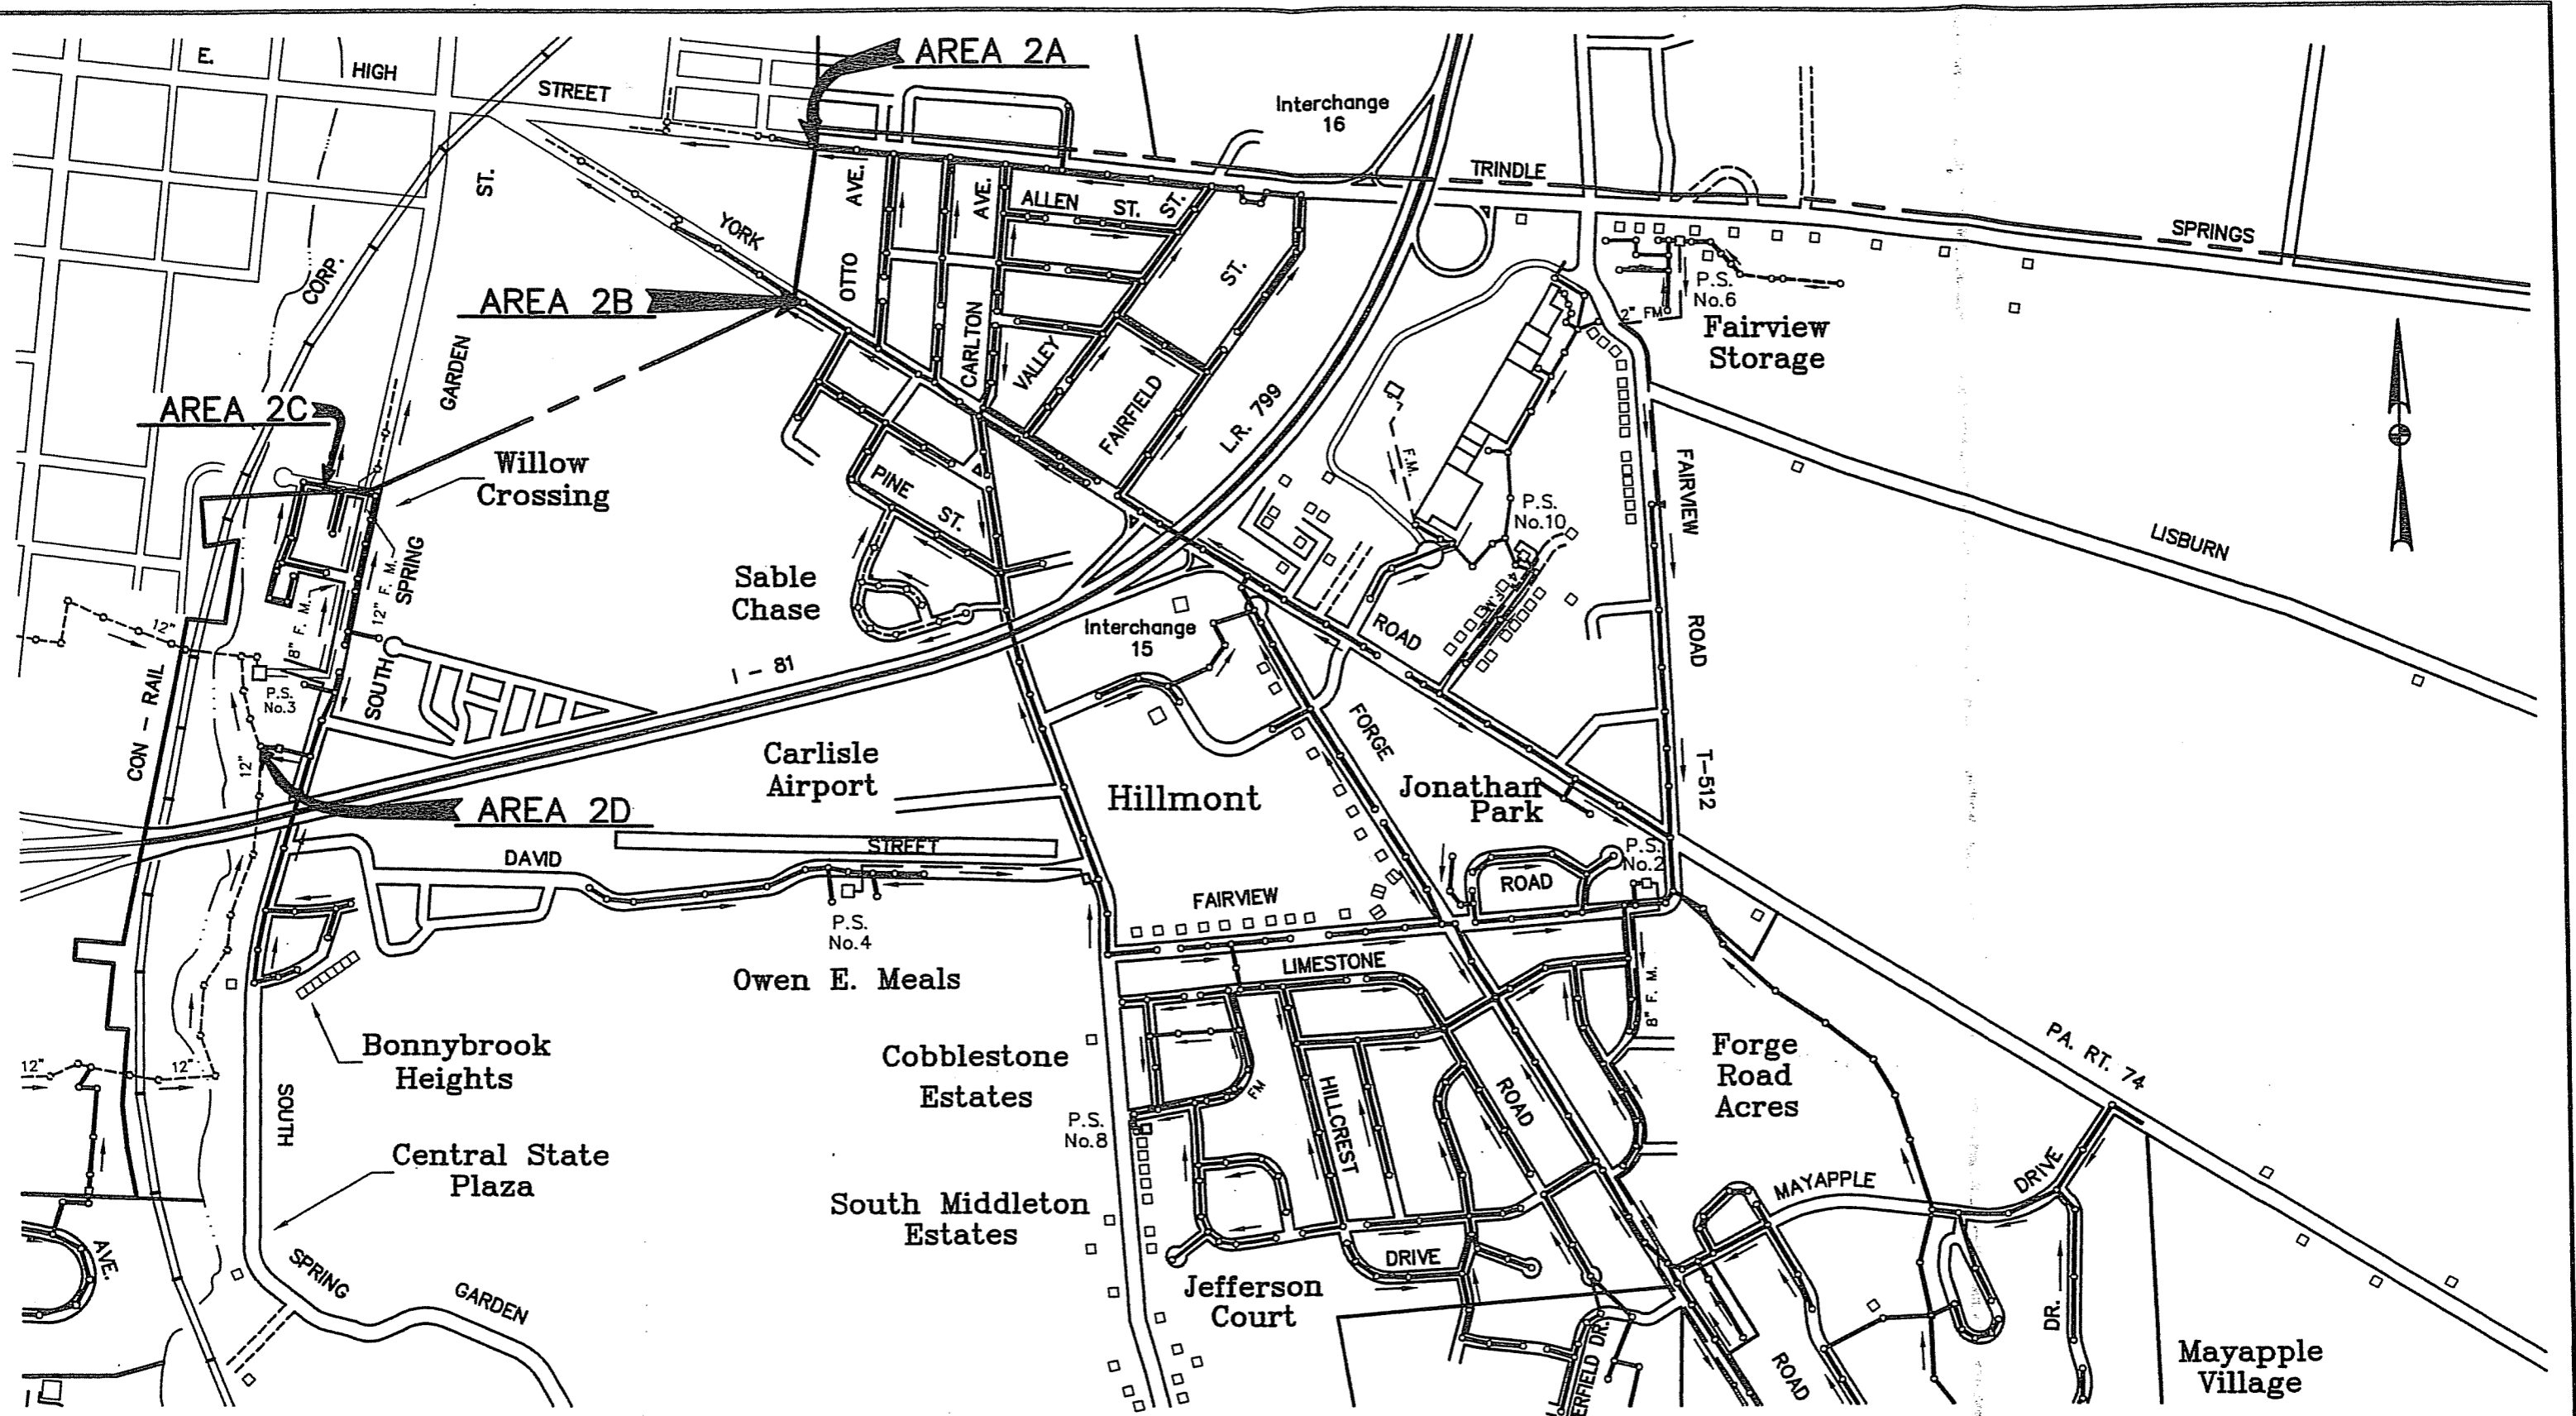 E.
HIGH
STREET
AREA 2A
Interchange
16
TRINDLE
SPRINGS
ST.
CORP.
GARDEN
YORK
OTTO
AVE.
AVE.
CARLTON
ALLEN
ST.
ST.
ST.
VALLEY
FAIRFIELD
L.R. 799
AREA 2B
AREA 2C
Willow
Crossing
P.S.
No.6
2" FM
Fairview
Storage
FAIRVIEW
LISBURN
F.M.
P.S.
No.10
F.M.
PINE
ST.
Sable
Chase
SPRING
12" F. M.
8" F. M.
12"
P.S.
No.3
SOUTH
CON - RAIL
12"
I - 81
Interchange
15
ROAD
ROAD
T-512
FORGE
Carlisle
Airport
Hillmont
Jonathan
Park
AREA 2D
DAVID
STREET
P.S.
No.2
ROAD
FAIRVIEW
P.S.
No.4
Owen E. Meals
LIMESTONE
8" F. M.
Bonnybrook
Heights
12"
12"
Cobblestone
Estates
FM
P.S.
No.8
HILLCREST
ROAD
Forge
Road
Acres
PA. RT. 74
SOUTH
Central State
Plaza
South Middleton
Estates
MAYAPPLE
DRIVE
AVE.
SPRING
GARDEN
DRIVE
Jefferson
Court
ERFIELD DR.
ROAD
DR.
Mayapple
Village